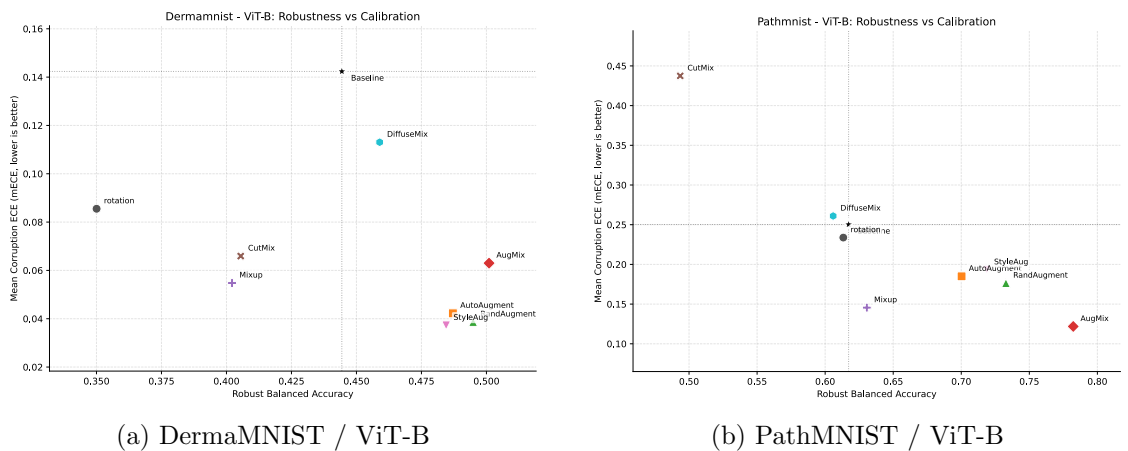 Dermamnist - ViT-B: Robustness vs Calibration
Mean Corruption ECE (mECE, lower is better)
0.16
0.14
0.12
0.10
0.08
0.06
0.04
0.02
Baseline
DiffuseMix
rotation
CutMix
Mixup
AugMix
AutoAugment
RandAugment
StyleAug
0.350
0.375
0.400
0.425
0.450
0.475
0.500
Robust Balanced Accuracy
(a) DermaMNIST / ViT-B
Pathmnist - ViT-B: Robustness vs Calibration
Mean Corruption ECE (mECE, lower is better)
0.45
0.40
0.35
0.30
0.25
0.20
0.15
0.10
CutMix
DiffuseMix
rotation
StyleAug
AutoAugment
RandAugment
Mixup
AugMix
0.50
0.55
0.60
0.65
0.70
0.75
0.80
Robust Balanced Accuracy
(b) PathMNIST / ViT-B